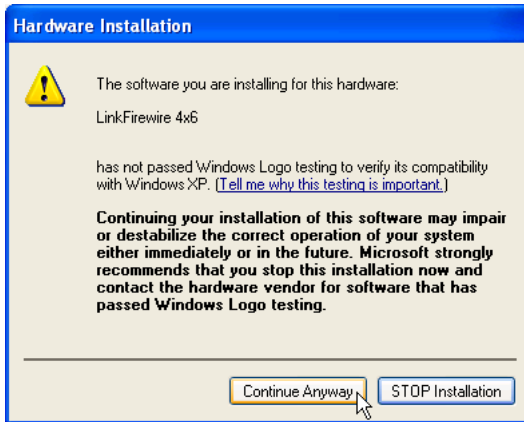 Hardware Installation
The software you are installing for this hardware:
LinkFirewire 4x6
has not passed Windows Logo testing to verify its compatibility
with Windows XP. (Tell me why this testing is important.)
Continuing your installation of this software may impair
or destabilize the correct operation of your system
either immediately or in the future. Microsoft strongly
recommends that you stop this installation now and
contact the hardware vendor for software that has
passed Windows Logo testing.
Continue Anyway
STOP Installation